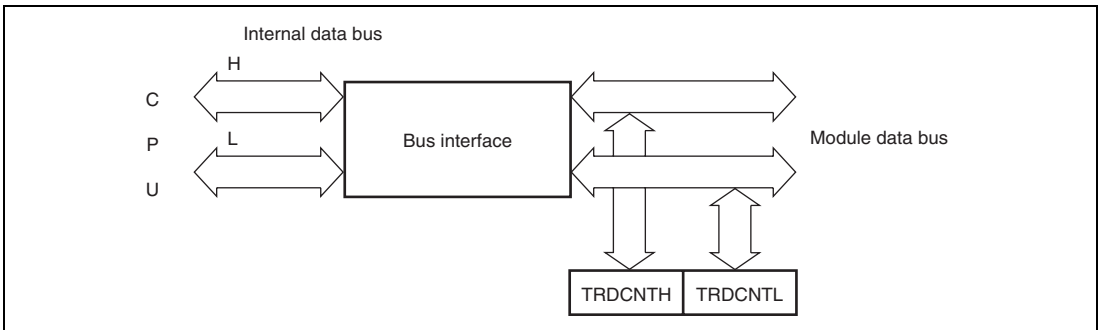 Internal data bus
H
C
P
L
U
Bus interface
Module data bus
TRDCNTH
TRDCNTL